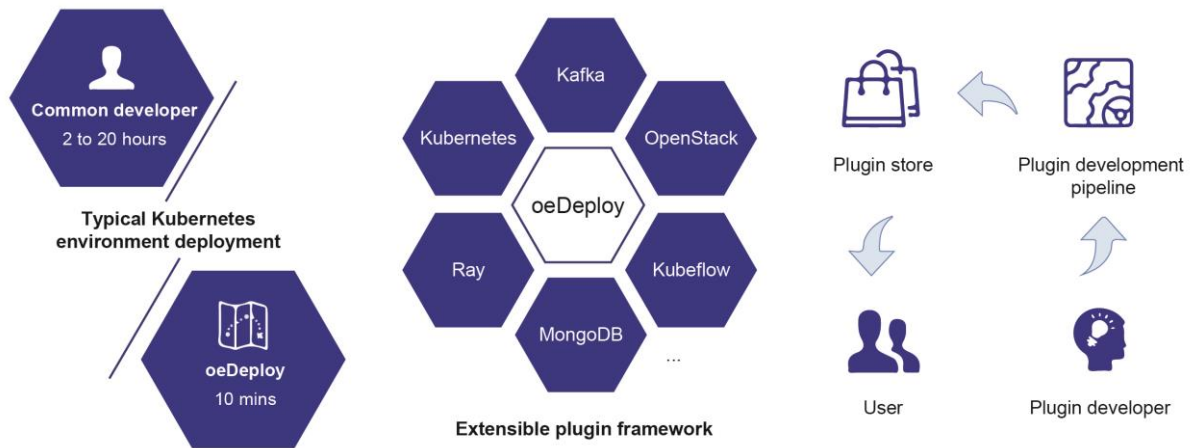 Common developer
2 to 20 hours
Typical Kubernetes
environment deployment
oeDeploy
10 mins
Kafka
Kubernetes
OpenStack
oeDeploy
Ray
Kubeflow
MongoDB
...
Extensible plugin framework
Plugin store
Plugin development
pipeline
User
Plugin developer